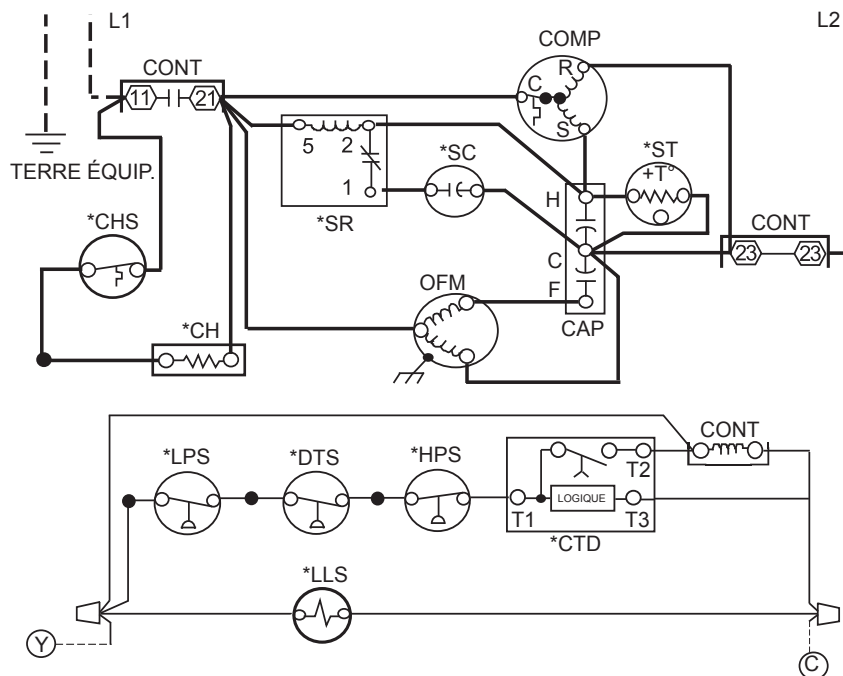 L1
L2
CONT
11
21
TERRE ÉQUIP.
COMP
R
C
S
5
2
1
*SR
*SC
*ST
+T°
H
C
F
CAP
CONT
23
23
*CHS
*CH
OFM
*LPS
*DTS
*HPS
CONT
T2
LOGIQUE
T1
T3
*CTD
*LLS
Y
C